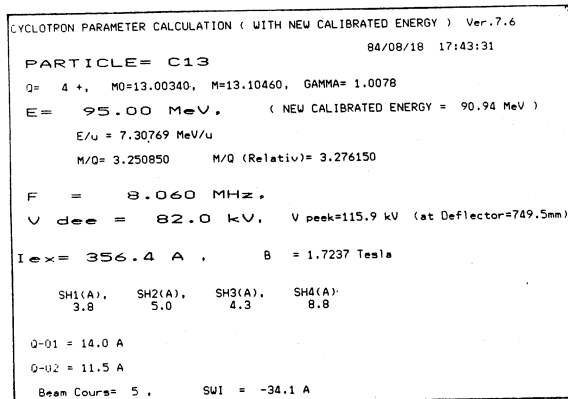 CYCLOTPON PARAMETER CALCULATION ( WITH NEW CALIBRATED ENERGY ) Ver.7.6
84/08/18 17:43:31
PARTICLE= C13
Q= 4 +, M0=13.00340, M=13.10460, GAMMA= 1.0078
E= 95.00 MeV, ( NEW CALIBRATED ENERGY = 90.94 MeV )
E/u = 7.30769 MeV/u
M/Q= 3.250850 M/Q (Relativ)= 3.276150
F = 8.060 MHz,
V dee = 82.0 kV, V peek=115.9 kV (at Deflector=749.5mm)
Iex= 356.4 A , B = 1.7237 Tesla
SH1(A), SH2(A), SH3(A), SH4(A)
3.8 5.0 4.3 8.8
Q-01 = 14.0 A
Q-02 = 11.5 A
Beam Cours= 5 , SWI = -34.1 A